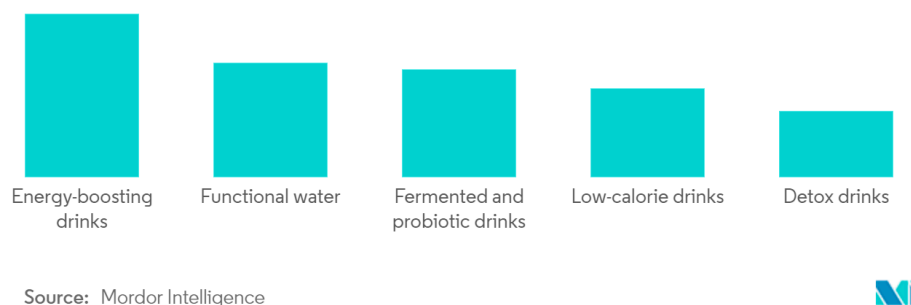 Energy-boosting
drinks
Functional water
Fermented and
probiotic drinks
Low-calorie drinks
Detox drinks
Source: Mordor Intelligence